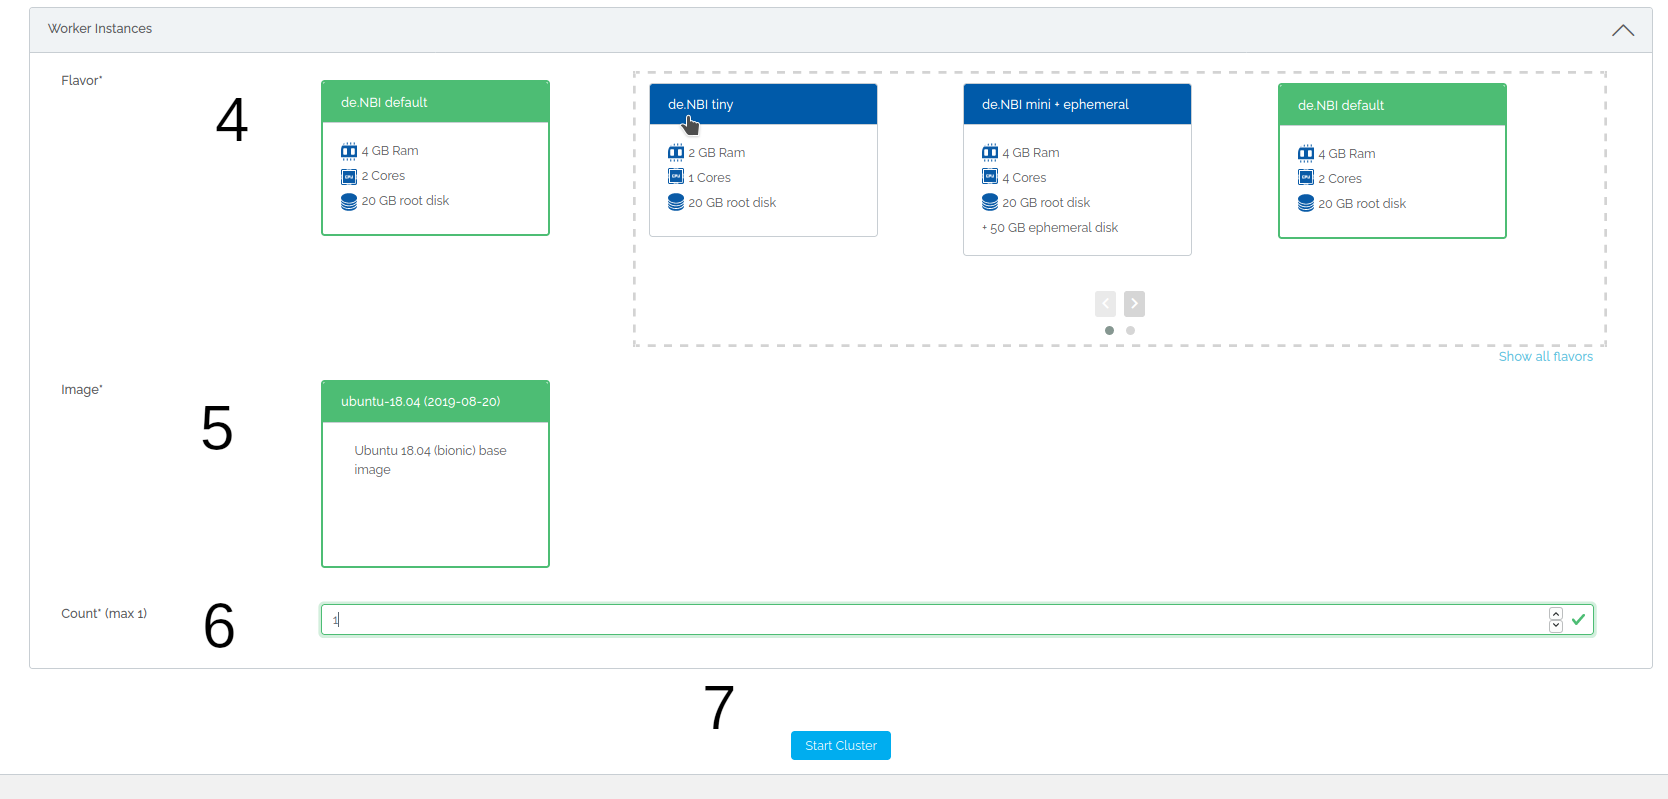 Worker Instances
Flavor*
4
de.NBI default
4 GB Ram
2 Cores
20 GB root disk
de.NBI tiny
2 GB Ram
1 Cores
20 GB root disk
de.NBI mini + ephemeral
4 GB Ram
4 Cores
20 GB root disk
+ 50 GB ephemeral disk
de.NBI default
4 GB Ram
2 Cores
20 GB root disk
Show all flavors
Image*
5
ubuntu-18.04 (2019-08-20)
Ubuntu 18.04 (bionic) base
image
Count* (max 1)
6
1
7
Start Cluster